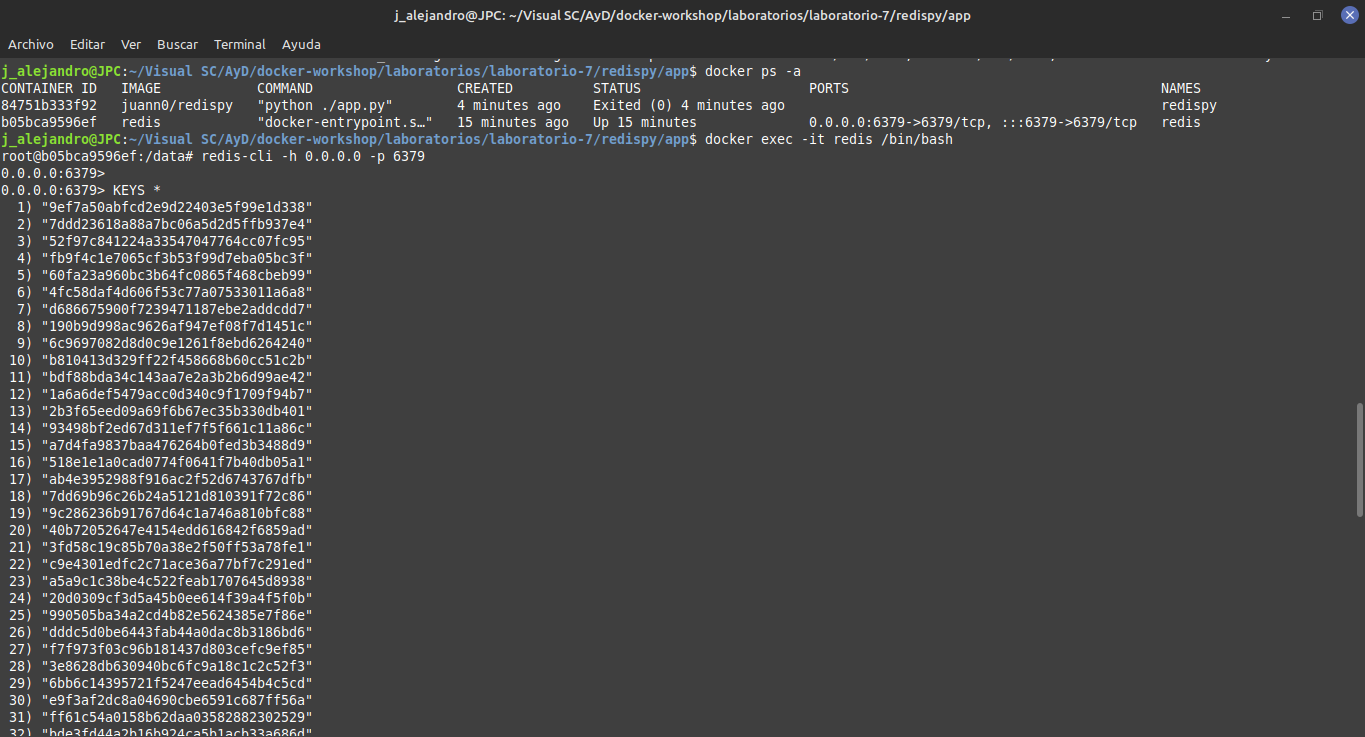 j_alejandro@JPC: ~/Visual SC/AyD/docker-workshop/laboratorios/laboratorio-7/redispy/app
Archivo Editar Ver Buscar Terminal Ayuda
j_alejandro@JPC:~/Visual SC/AyD/docker-workshop/laboratorios/laboratorio-7/redispy/app$ docker ps -a
CONTAINER ID   IMAGE            COMMAND                  CREATED          STATUS                     PORTS                                       NAMES
84751b333f92   juann0/redispy   "python ./app.py"        4 minutes ago    Exited (0) 4 minutes ago                                               redispy
b05bca9596ef   redis            "docker-entrypoint.s…"   15 minutes ago   Up 15 minutes              0.0.0.0:6379->6379/tcp, :::6379->6379/tcp   redis
j_alejandro@JPC:~/Visual SC/AyD/docker-workshop/laboratorios/laboratorio-7/redispy/app$ docker exec -it redis /bin/bash
root@b05bca9596ef:/data# redis-cli -h 0.0.0.0 -p 6379
0.0.0.0:6379>
0.0.0.0:6379> KEYS *
1) "9ef7a50abfcd2e9d22403e5f99e1d338"
2) "7ddd23618a88a7bc06a5d2d5ffb937e4"
3) "52f97c841224a33547047764cc07fc95"
4) "fb9f4c1e7065cf3b53f99d7eba05bc3f"
5) "60fa23a960bc3b64fc0865f468cbeb99"
6) "4fc58daf4d606f53c77a07533011a6a8"
7) "d686675900f7239471187ebe2addcdd7"
8) "190b9d998ac9626af947ef08f7d1451c"
9) "6c9697082d8d0c9e1261f8ebd6264240"
10) "b810413d329ff22f458668b60cc51c2b"
11) "bdf88bda34c143aa7e2a3b2b6d99ae42"
12) "1a6a6def5479acc0d340c9f1709f94b7"
13) "2b3f65eed09a69f6b67ec35b330db401"
14) "93498bf2ed67d311ef7f5f661c11a86c"
15) "a7d4fa9837baa476264b0fed3b3488d9"
16) "518e1e1a0cad0774f0641f7b40db05a1"
17) "ab4e3952988f916ac2f52d6743767dfb"
18) "7dd69b96c26b24a5121d810391f72c86"
19) "9c286236b91767d64c1a746a810bfc88"
20) "40b72052647e4154edd616842f6859ad"
21) "3fd58c19c85b70a38e2f50ff53a78fe1"
22) "c9e4301edfc2c71ace36a77bf7c291ed"
23) "a5a9c1c38be4c522feab1707645d8938"
24) "20d0309cf3d5a45b0ee614f39a4f5f0b"
25) "990505ba34a2cd4b82e5624385e7f86e"
26) "dddc5d0be6443fab44a0dac8b3186bd6"
27) "f7f973f03c96b181437d803cefc9ef85"
28) "3e8628db630940bc6fc9a18c1c2c52f3"
29) "6bb6c14395721f5247eead6454b4c5cd"
30) "e9f3af2dc8a04690cbe6591c687ff56a"
31) "ff61c54a0158b62daa03582882302529"
32) "bde3fd44a2b16b924ca5b1acb33a686d"